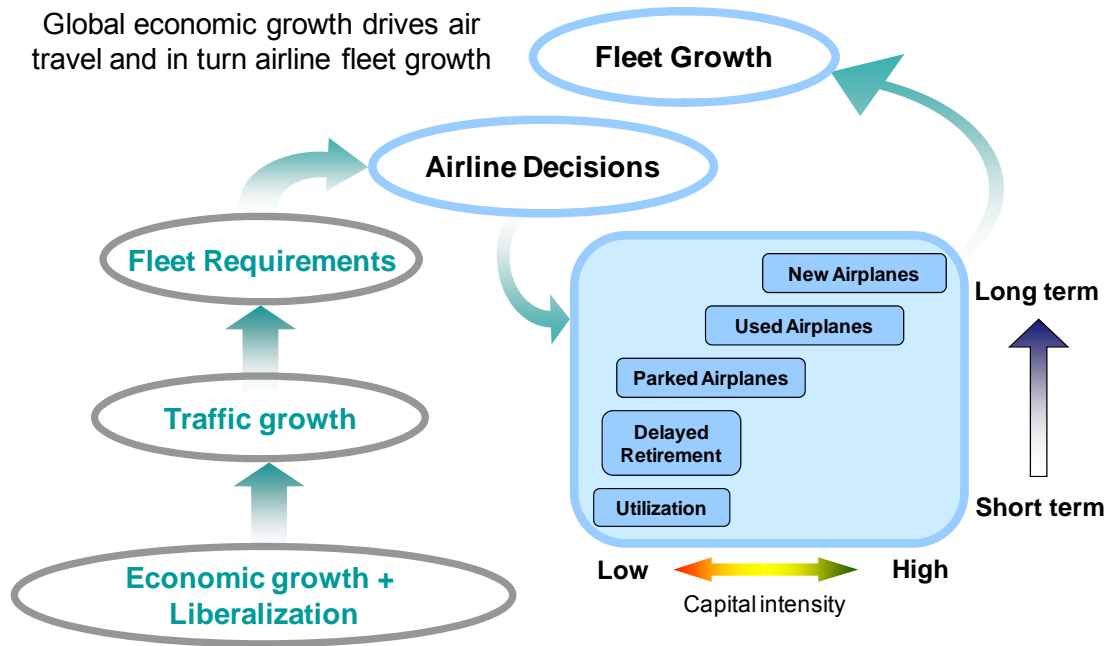 Global economic growth drives air
travel and in turn airline fleet growth
Fleet Growth
Airline Decisions
Fleet Requirements
Traffic growth
Economic growth +
Liberalization
New Airplanes
Used Airplanes
Parked Airplanes
Delayed
Retirement
Utilization
Long term
Short term
Low
High
Capital intensity